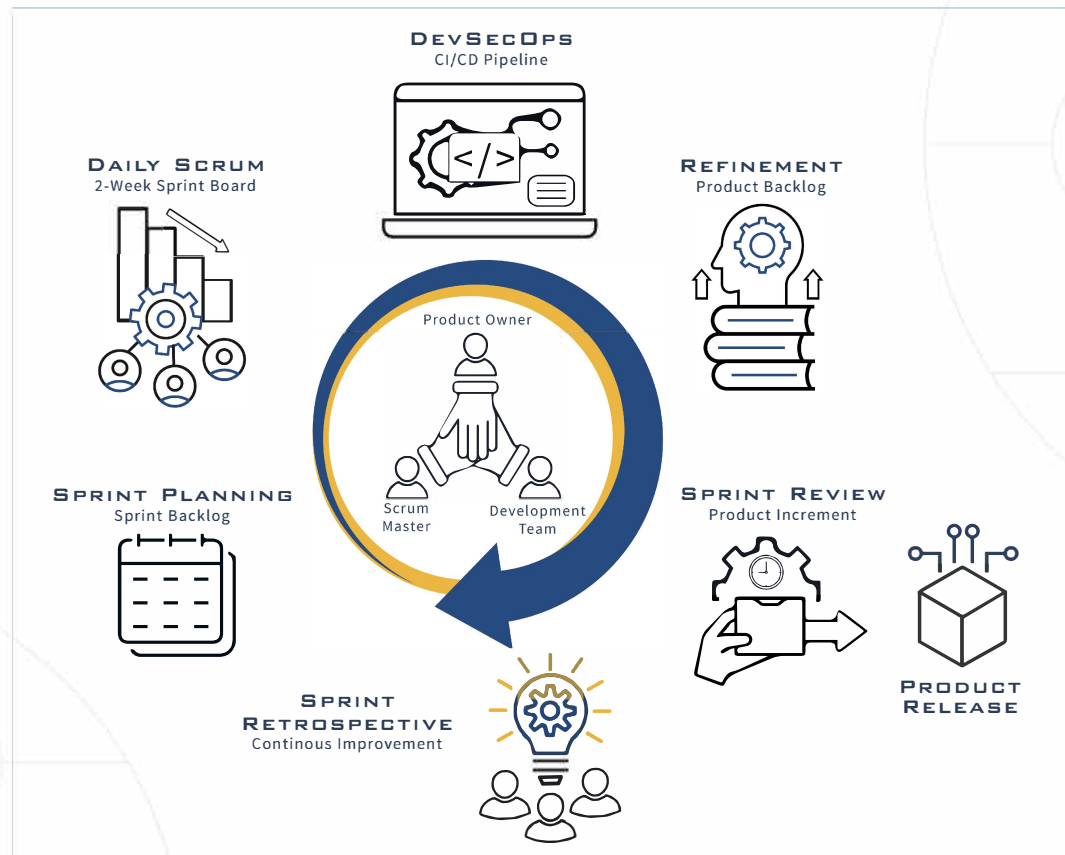 DEVSECOPS
CI/CD Pipeline
</>
DAILY SCRUM
2-Week Sprint Board
REFINEMENT
Product Backlog
Product Owner
Scrum
Master
Development
Team
SPRINT PLANNING
Sprint Backlog
SPRINT REVIEW
Product Increment
PRODUCT
RELEASE
SPRINT
RETROSPECTIVE
Continous Improvement